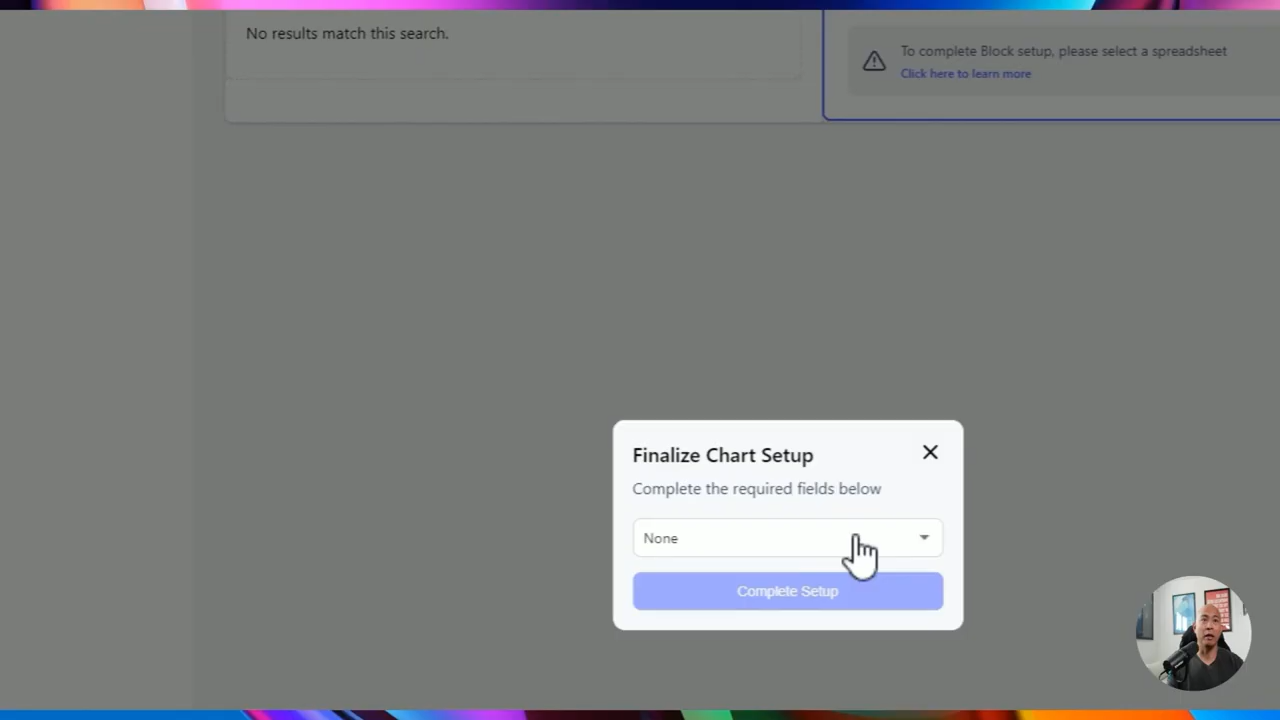 No results match this search.
To complete Block setup, please select a spreadsheet
Click here to learn more
Finalize Chart Setup
Complete the required fields below
None
Complete Setup